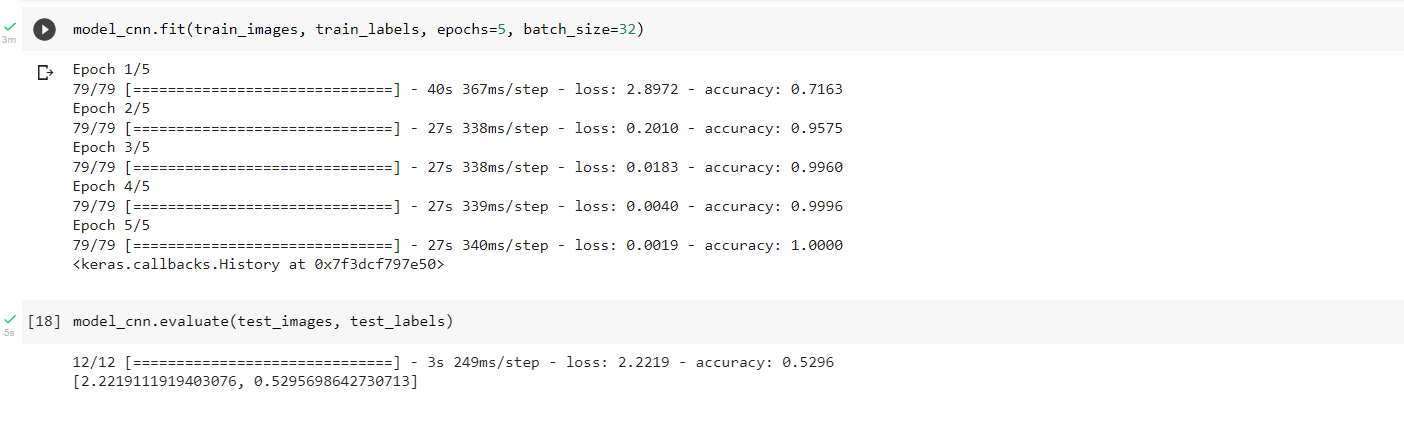 model_cnn.fit(train_images, train_labels, epochs=5, batch_size=32)
3m
Epoch 1/5
79/79 [==============================] - 40s 367ms/step - loss: 2.8972 - accuracy: 0.7163
Epoch 2/5
79/79 [==============================] - 27s 338ms/step - loss: 0.2010 - accuracy: 0.9575
Epoch 3/5
79/79 [==============================] - 27s 338ms/step - loss: 0.0183 - accuracy: 0.9960
Epoch 4/5
79/79 [==============================] - 27s 339ms/step - loss: 0.0040 - accuracy: 0.9996
Epoch 5/5
79/79 [==============================] - 27s 340ms/step - loss: 0.0019 - accuracy: 1.0000
<keras.callbacks.History at 0x7f3dcf797e50>
[18] model_cnn.evaluate(test_images, test_labels)
5s
12/12 [==============================] - 3s 249ms/step - loss: 2.2219 - accuracy: 0.5296
[2.2219111919403076, 0.5295698642730713]